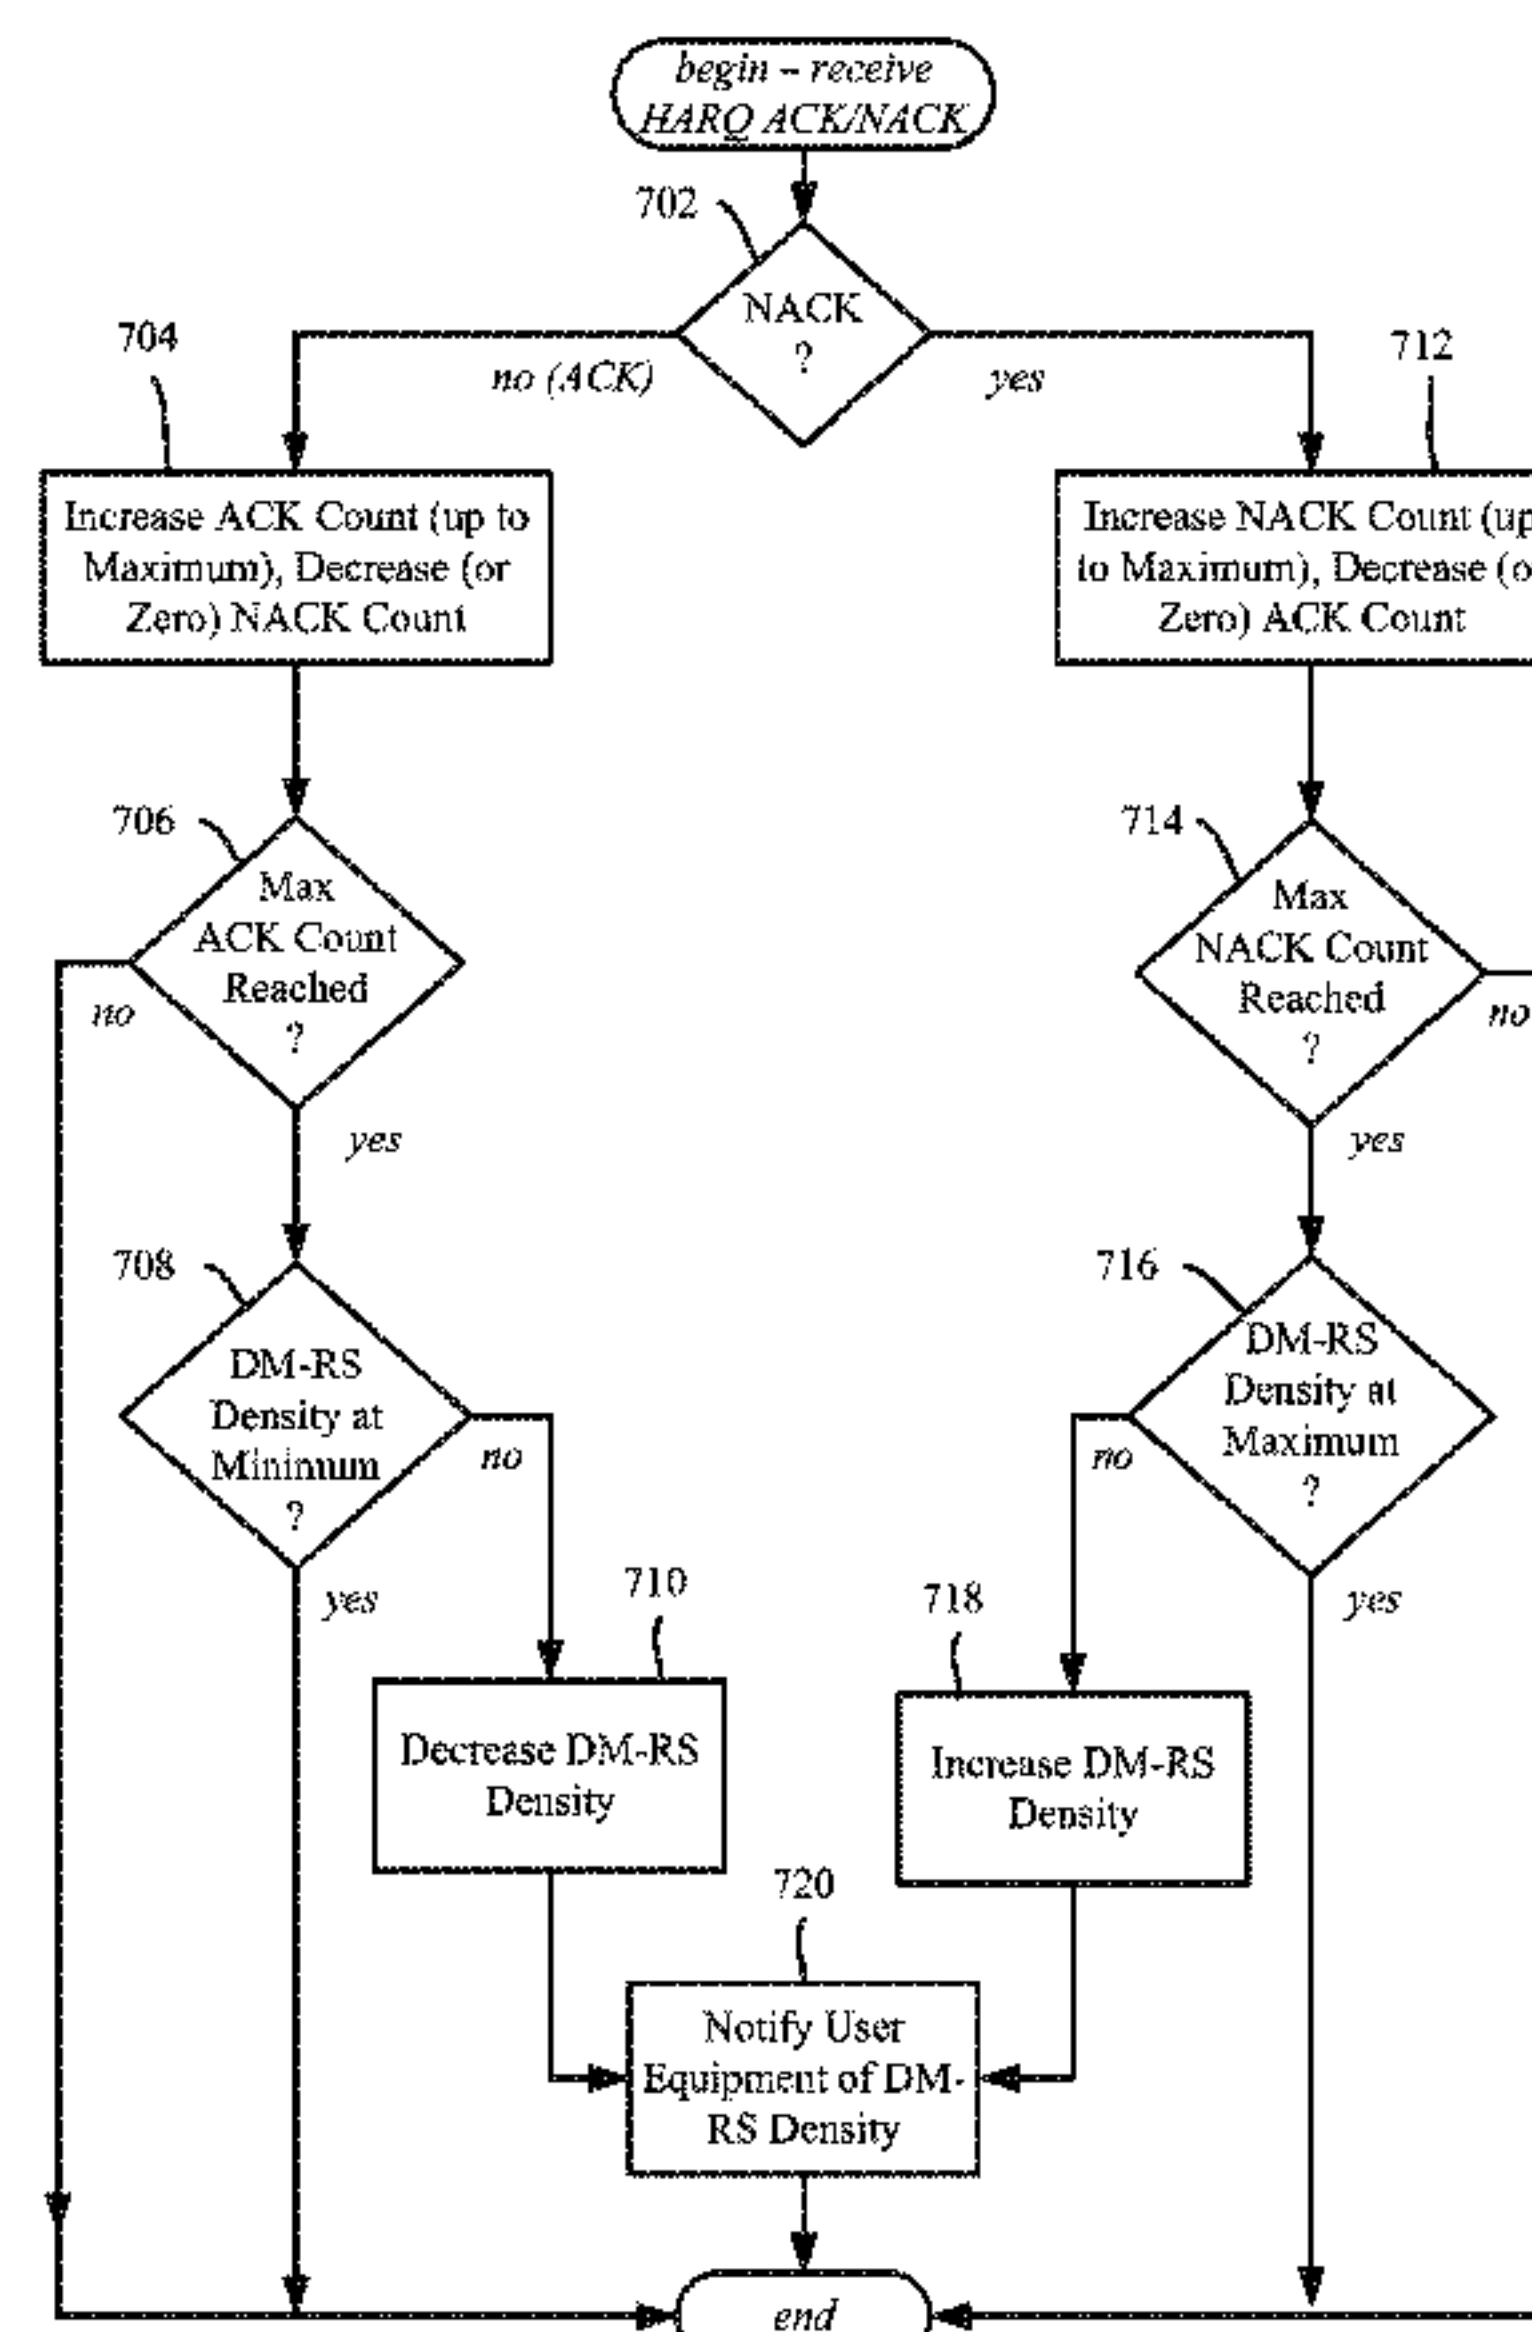 begin – receive
HARQ ACK/NACK
702
NACK
?
no (ACK)
yes
704
Increase ACK Count (up to
Maximum), Decrease (or
Zero) NACK Count
712
Increase NACK Count (up
to Maximum), Decrease (o
Zero) ACK Count
706
Max
ACK Count
Reached
?
no
yes
714
Max
NACK Count
Reached
?
no
yes
708
DM-RS
Density at
Minimum
?
no
yes
716
DM-RS
Density at
Maximum
?
no
yes
710
Decrease DM-RS
Density
718
Increase DM-RS
Density
720
Notify User
Equipment of DM-
RS Density
end